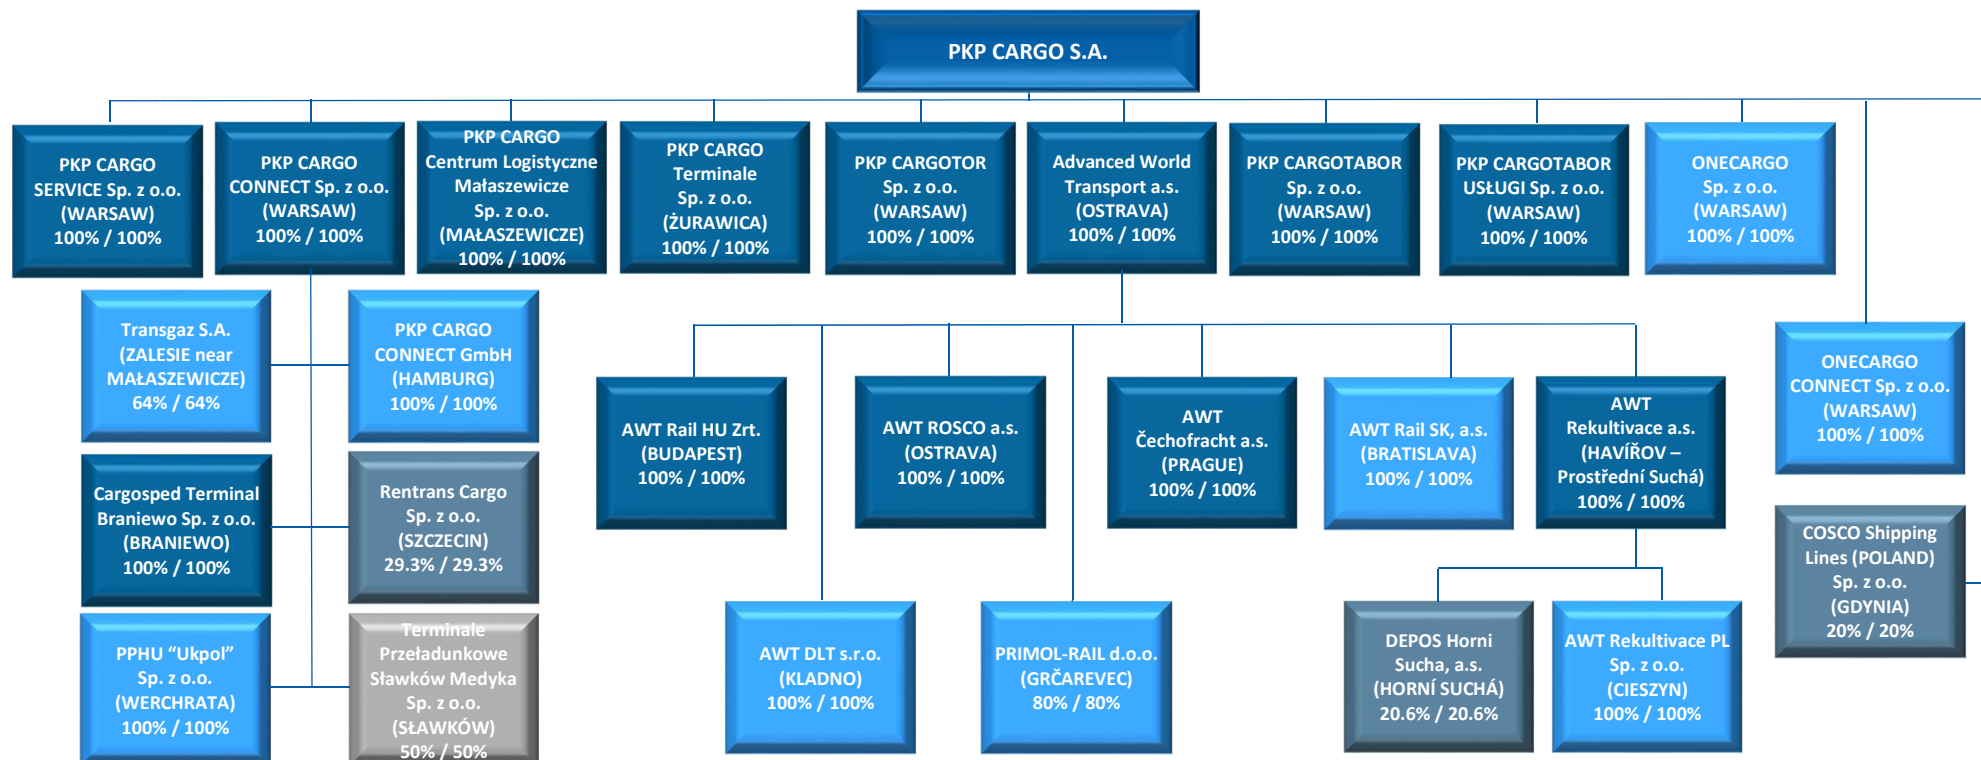 PKP CARGO S.A.
PKP CARGO
SERVICE Sp. z o.o.
(WARSAW)
100% / 100%
PKP CARGO
CONNECT Sp. z o.o.
(WARSAW)
100% / 100%
PKP CARGO
Centrum Logistyczne
Małaszewicze
Sp. z o.o.
(MAŁASZEWICZE)
100% / 100%
PKP CARGO
Terminale
Sp. z o.o.
(ŻURAWICA)
100% / 100%
PKP CARGOTOR
Sp. z o.o.
(WARSAW)
100% / 100%
Advanced World
Transport a.s.
(OSTRAVA)
100% / 100%
PKP CARGOTABOR
Sp. z o.o.
(WARSAW)
100% / 100%
PKP CARGOTABOR
USŁUGI Sp. z o.o.
(WARSAW)
100% / 100%
ONECARGO
Sp. z o.o.
(WARSAW)
100% / 100%
Transgaz S.A.
(ZALESIE near
MAŁASZEWICZE)
64% / 64%
PKP CARGO
CONNECT GmbH
(HAMBURG)
100% / 100%
ONECARGO
CONNECT Sp. z o.o.
(WARSAW)
100% / 100%
AWT Rail HU Zrt.
(BUDAPEST)
100% / 100%
AWT ROSCO a.s.
(OSTRAVA)
100% / 100%
AWT
Čechofracht a.s.
(PRAGUE)
100% / 100%
AWT Rail SK, a.s.
(BRATISLAVA)
100% / 100%
AWT
Rekultivace a.s.
(HAVÍŘOV –
Prostřední Suchá)
100% / 100%
Cargosped Terminal
Braniewo Sp. z o.o.
(BRANIEWO)
100% / 100%
Rentrans Cargo
Sp. z o.o.
(SZCZECIN)
29.3% / 29.3%
COSCO Shipping
Lines (POLAND)
Sp. z o.o.
(GDYNIA)
20% / 20%
PPHU “Ukpol”
Sp. z o.o.
(WERCHRATA)
100% / 100%
Terminale
Przeładunkowe
Sławków Medyka
Sp. z o.o.
(SŁAWKÓW)
50% / 50%
AWT DLT s.r.o.
(KLADNO)
100% / 100%
PRIMOL-RAIL d.o.o.
(GRČAREVEC)
80% / 80%
DEPOS Horni
Sucha, a.s.
(HORNÍ SUCHÁ)
20.6% / 20.6%
AWT Rekultivace PL
Sp. z o.o.
(CIESZYN)
100% / 100%